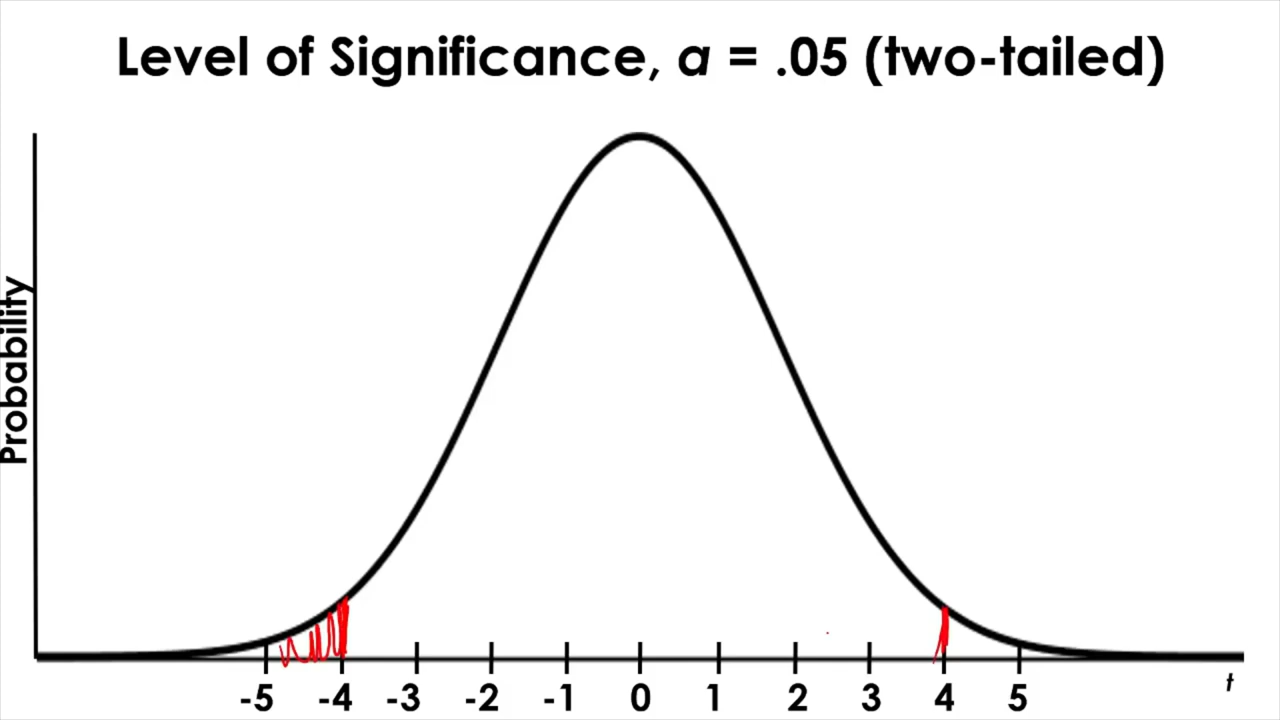 Level of Significance, a = .05 (two-tailed)
Probability
-5 -4 -3 -2 -1 0 1 2 3 4 5
t